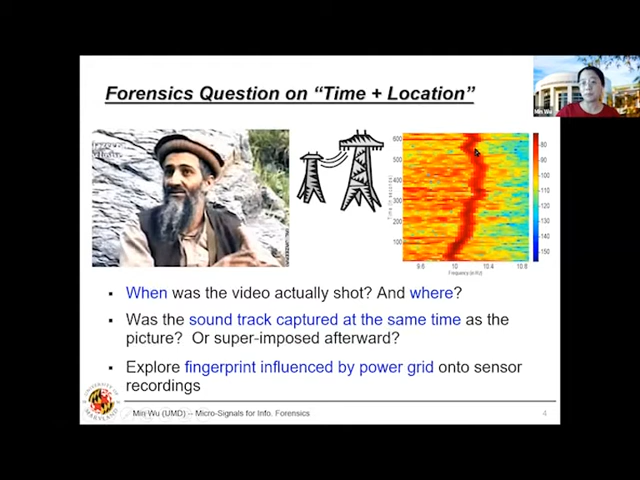 Forensics Question on “Time + Location”
Min Wu
600
500
400
300
200
100
9.6
10
10.4
10.8
Frequency (in Hz)
-80
-90
-100
-110
-120
-130
-140
-150
▪ When was the video actually shot? And where?
▪ Was the sound track captured at the same time as the
picture? Or super-imposed afterward?
▪ Explore fingerprint influenced by power grid onto sensor
recordings
UNIVERSITY OF
MARYLAND
Min Wu (UMD) -- Micro-Signals for Info. Forensics
4